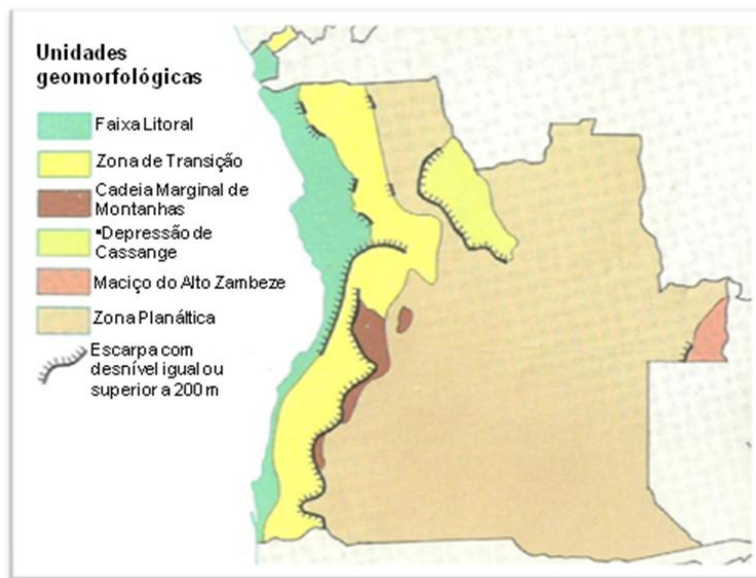 Unidades
geomorfológicas
Faixa Litoral
Zona de Transição
Cadeia Marginal de
Montanhas
▪Depressão de
Cassange
Maciço do Alto Zambeze
Zona Planáltica
Escarpa com
desnível igual ou
superior a 200 m